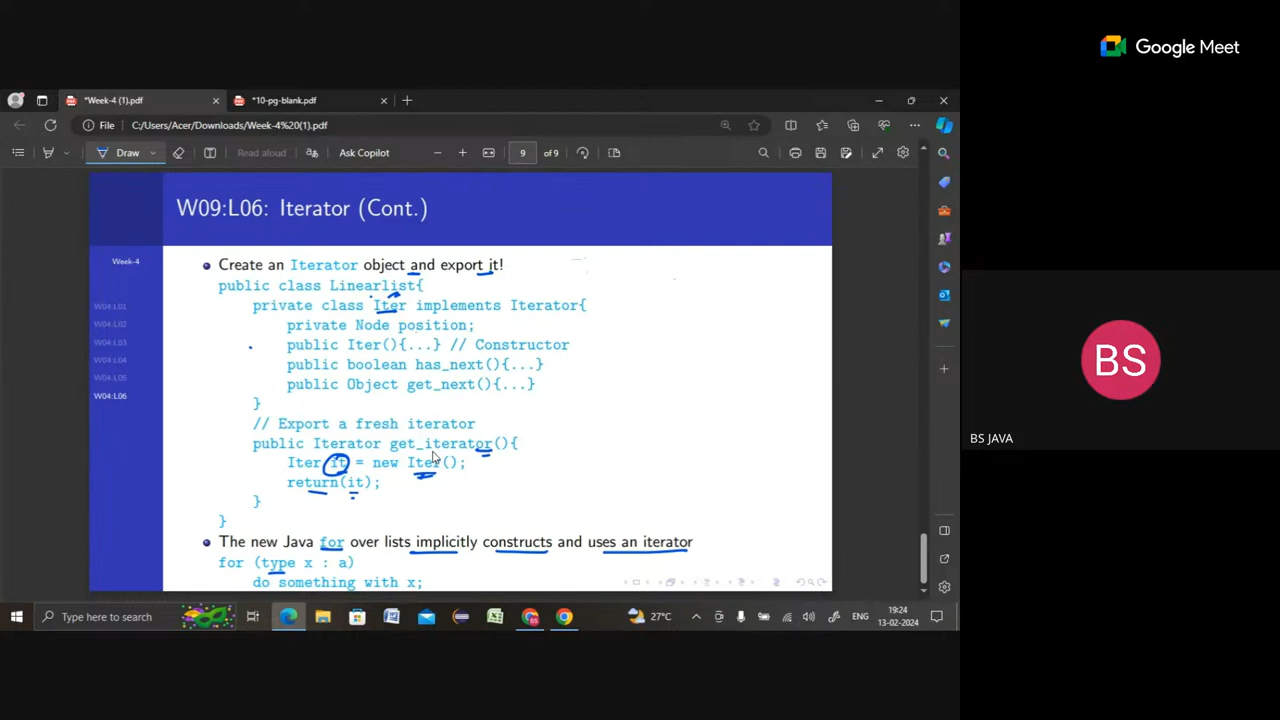 Google Meet
*Week-4 (1).pdf
*10-pg-blank.pdf
File C:/Users/Acer/Downloads/Week-4%20(1).pdf
Draw
Read aloud
Ask Copilot
9 of 9
W09:L06: Iterator (Cont.)
Week-4
W04:L01
W04:L02
W04:L03
W04:L04
W04:L05
W04:L06
Create an Iterator object and export it!
public class Linearlist{
private class Iter implements Iterator{
private Node position;
public Iter(){...} // Constructor
public boolean has_next(){...}
public Object get_next(){...}
}
// Export a fresh iterator
public Iterator get_iterator(){
Iter it = new Iter();
return(it);
}
}
The new Java for over lists implicitly constructs and uses an iterator
for (type x : a)
do something with x;
BS
BS JAVA
Type here to search
27°C
ENG
19:24
13-02-2024